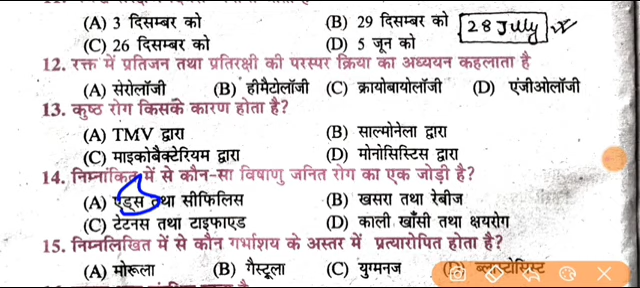 (A) 3 दिसम्बर को (B) 29 दिसम्बर को 28 July
(C) 26 दिसम्बर को (D) 5 जून को
12. रक्त में प्रतिजन तथा प्रतिरक्षी की परस्पर क्रिया का अध्ययन कहलाता है
(A) सेरोलॉजी (B) हीमैटोलॉजी (C) क्रायोबायोलॉजी (D) एंजीओलॉजी
13. कुष्ठ रोग किसके कारण होता है?
(A) TMV द्वारा (B) साल्मोनेला द्वारा
(C) माइकोबैक्टेरियम द्वारा (D) मोनोसिस्टिस द्वारा
14. निम्नांकित में से कौन-सा विषाणु जनित रोग का एक जोड़ी है?
(A) एड्स तथा सीफिलिस (B) खसरा तथा रेबीज
(C) टेटनस तथा टाइफाएड (D) काली खाँसी तथा क्षयरोग
15. निम्नलिखित में से कौन गर्भाशय के अस्तर में प्रत्यारोपित होता है?
(A) मोरूला (B) गैस्ट्रूला (C) युग्मनज (D) ब्लास्टोसिस्ट